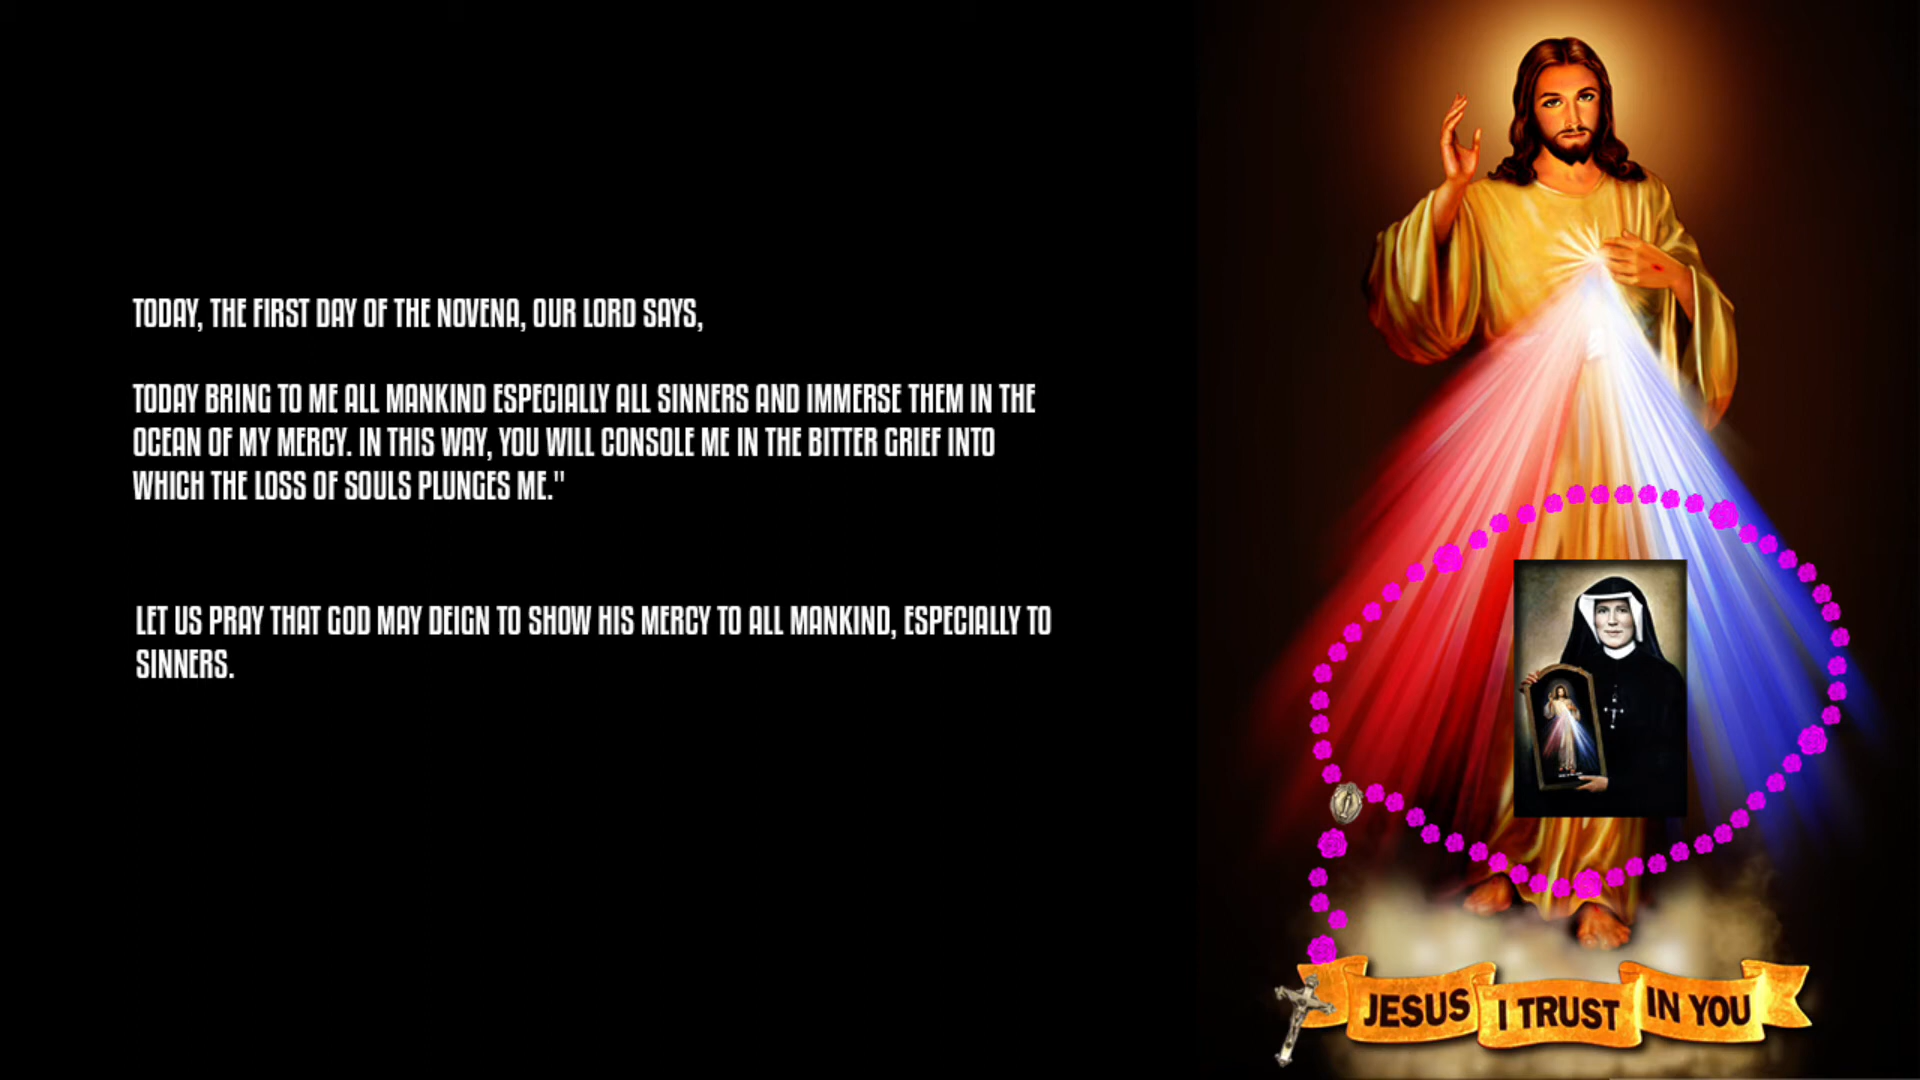 TODAY, THE FIRST DAY OF THE NOVENA, OUR LORD SAYS,
TODAY BRING TO ME ALL MANKIND ESPECIALLY ALL SINNERS AND IMMERSE THEM IN THE
OCEAN OF MY MERCY. IN THIS WAY, YOU WILL CONSOLE ME IN THE BITTER GRIEF INTO
WHICH THE LOSS OF SOULS PLUNGES ME."
LET US PRAY THAT GOD MAY DEIGN TO SHOW HIS MERCY TO ALL MANKIND, ESPECIALLY TO
SINNERS.
JESUS I TRUST IN YOU